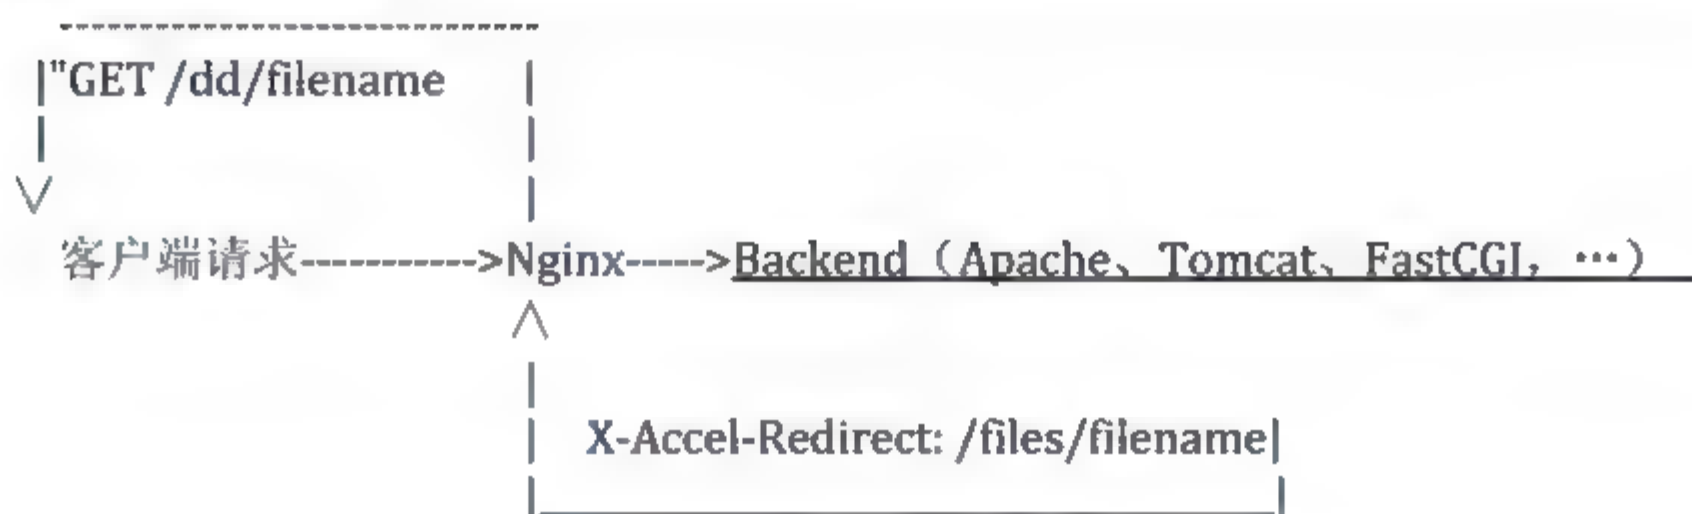 "GET /dd/filename
客户端请求----------->Nginx----->Backend（Apache、Tomcat、FastCGI，…）
X-Accel-Redirect: /files/filename